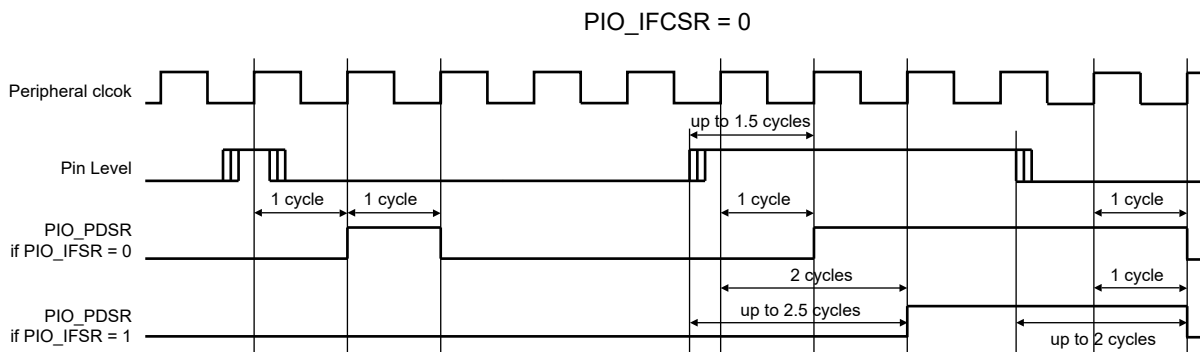 PIO_IFCSR = 0
Peripheral clcok
up to 1.5 cycles
Pin Level
1 cycle
1 cycle
1 cycle
1 cycle
PIO_PDSR
if PIO_IFSR = 0
2 cycles
1 cycle
PIO_PDSR
if PIO_IFSR = 1
up to 2.5 cycles
up to 2 cycles